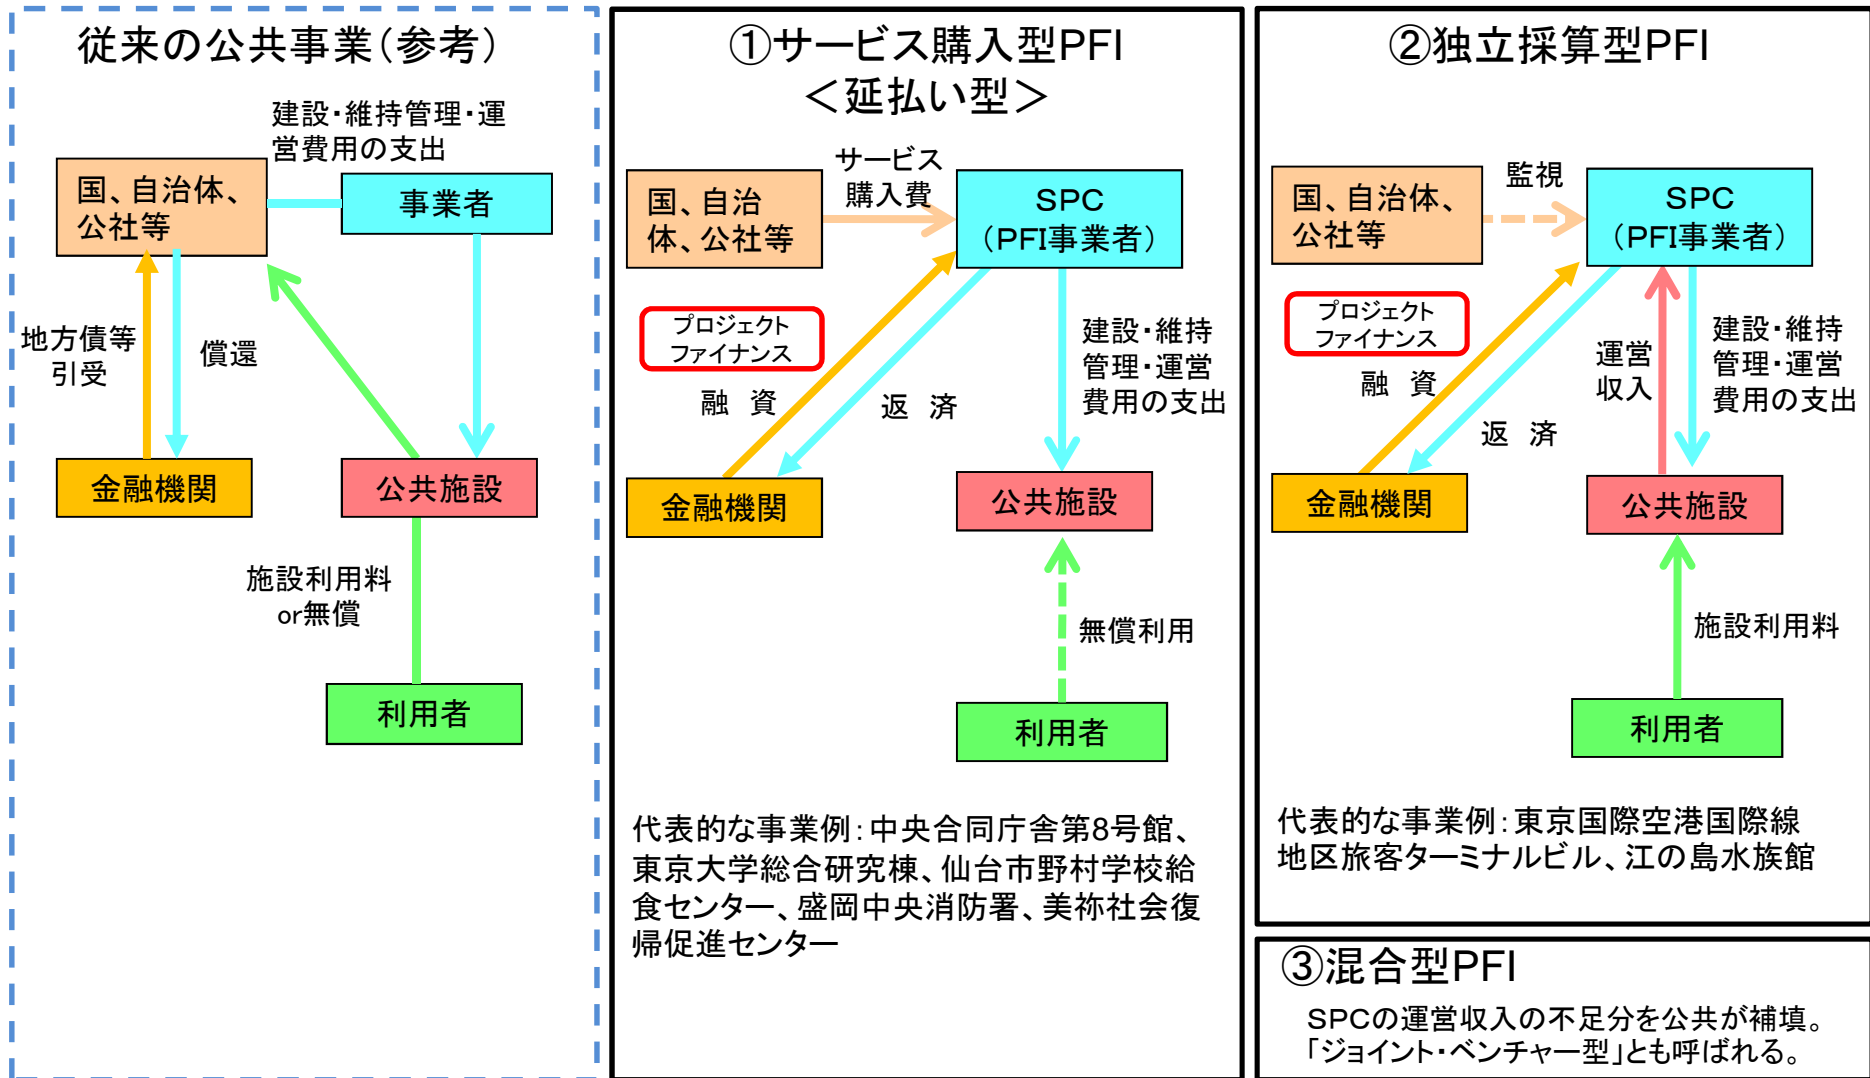 従来の公共事業(参考)
建設・維持管理・運
営費用の支出
国、自治体、
公社等
事業者
地方債等
引受
償還
金融機関
公共施設
施設利用料
or無償
利用者
①サービス購入型PFI
＜延払い型＞
サービス
購入費
国、自治
体、公社等
SPC
(PFI事業者)
プロジェクト
ファイナンス
融　資
返　済
建設・維持
管理・運営
費用の支出
金融機関
公共施設
無償利用
利用者
代表的な事業例：中央合同庁舎第8号館、
東京大学総合研究棟、仙台市野村学校給
食センター、盛岡中央消防署、美祢社会復
帰促進センター
②独立採算型PFI
監視
国、自治体、
公社等
SPC
(PFI事業者)
プロジェクト
ファイナンス
融　資
返　済
運営
収入
建設・維持
管理・運営
費用の支出
金融機関
公共施設
施設利用料
利用者
代表的な事業例：東京国際空港国際線
地区旅客ターミナルビル、江の島水族館
③混合型PFI
SPCの運営収入の不足分を公共が補填。
「ジョイント・ベンチャー型」とも呼ばれる。